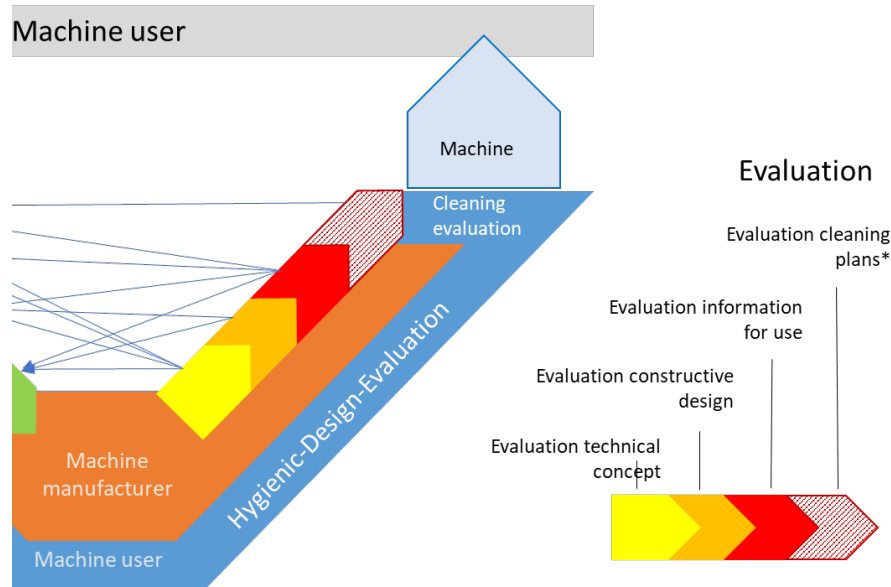 Machine user
Machine
Cleaning
evaluation
Hygienic-Design-Evaluation
Machine
manufacturer
Machine user
Evaluation
Evaluation cleaning
plans*
Evaluation information
for use
Evaluation constructive
design
Evaluation technical
concept